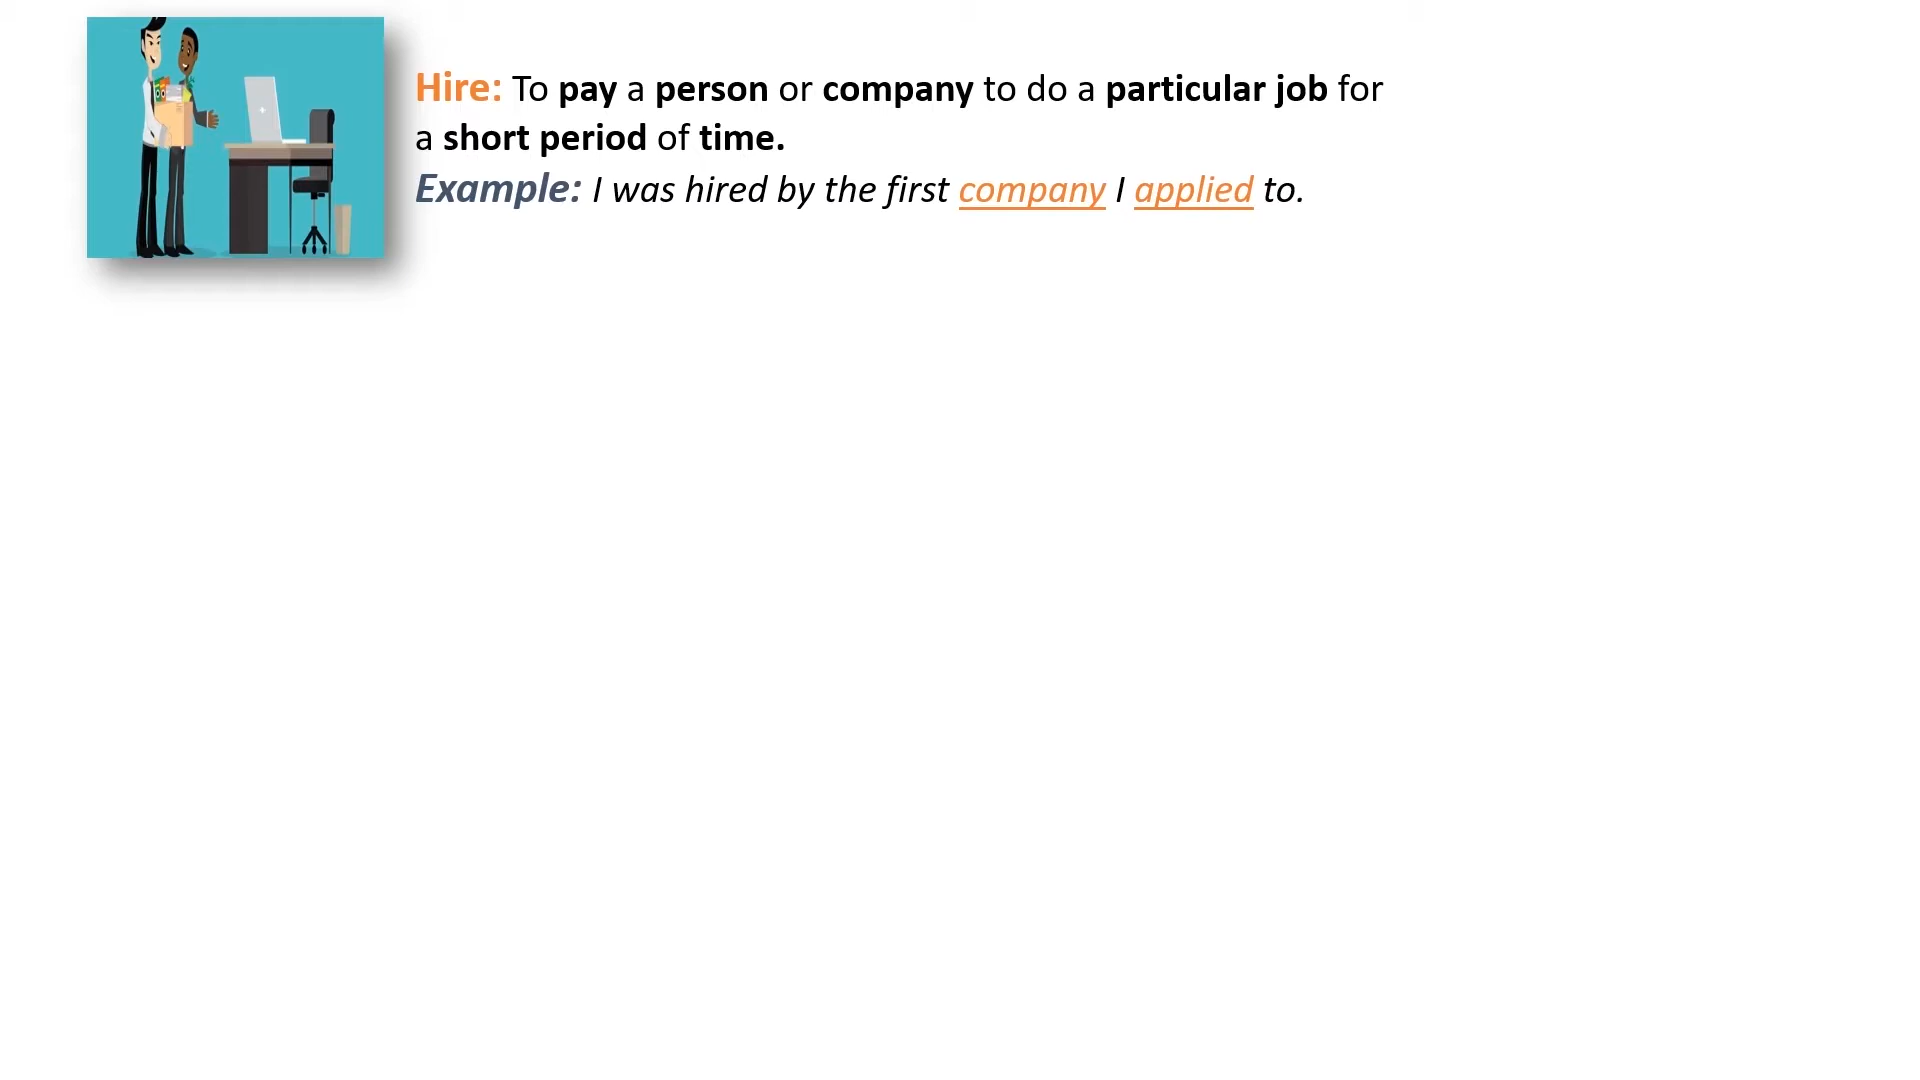 Hire: To pay a person or company to do a particular job for
a short period of time.
Example: I was hired by the first company I applied to.